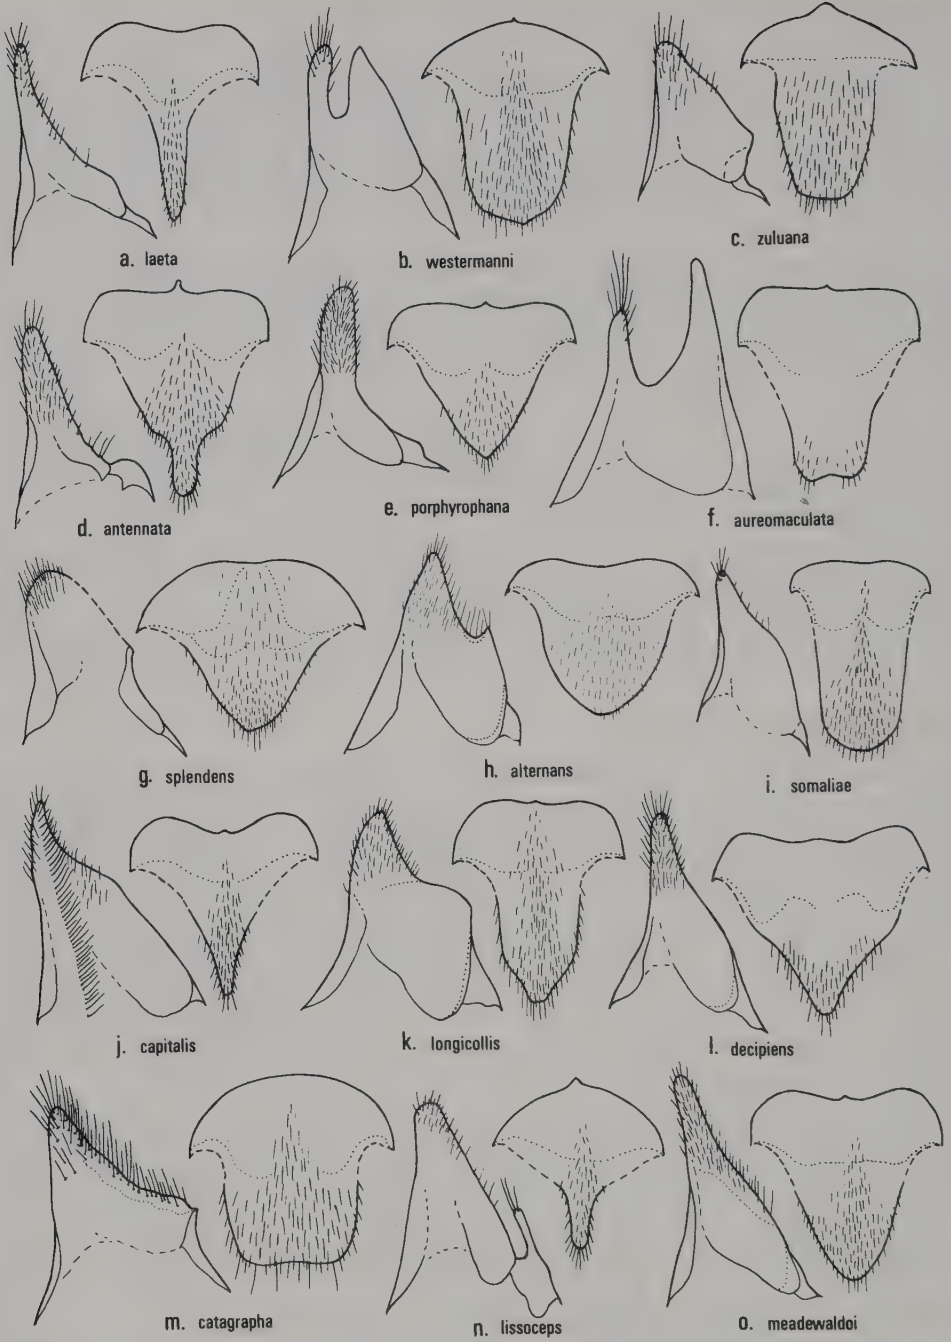 a. laeta
b. westermanni
c. zuluana
d. antennata
e. porphyrophana
f. aureomaculata
g. splendens
h. alternans
i. somaliae
j. capitalis
k. longicollis
l. decipiens
m. catagrapha
n. lissoceps
o. meadewaldoi